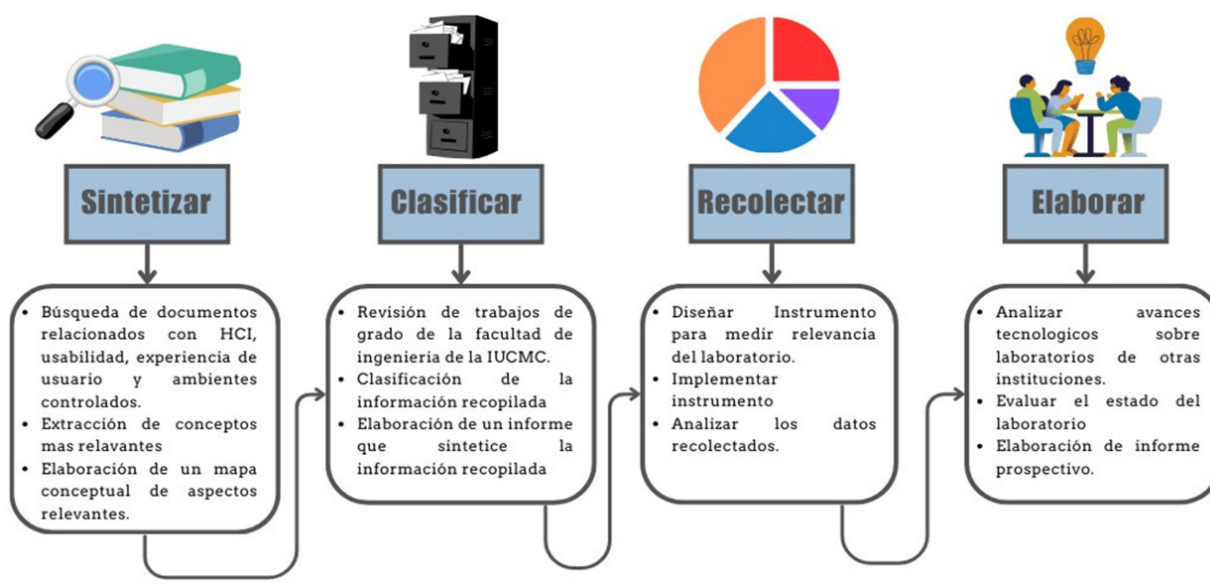 Sintetizar
Búsqueda de documentos
relacionados con HCI,
usabilidad, experiencia de
usuario y ambientes
controlados.
Extracción de conceptos
mas relavantes
Elaboración de un mapa
conceptual de aspectos
relevantes.
Clasificar
Revisión de trabajos de
grado de la facultad de
ingenieria de la IUCMC.
Clasificación de la
información recopilada
Elaboración de un informe
que sintetice la
información recopilada
Recolectar
Diseñar Instrumento
para medir relevancia
del laboratorio.
Implementar
instrumento
Analizar los datos
recolectados.
Elaborar
Analizar avances
tecnologicos sobre
laboratorios de otras
instituciones.
Evaluar el estado del
laboratorio
Elaboración de informe
prospectivo.